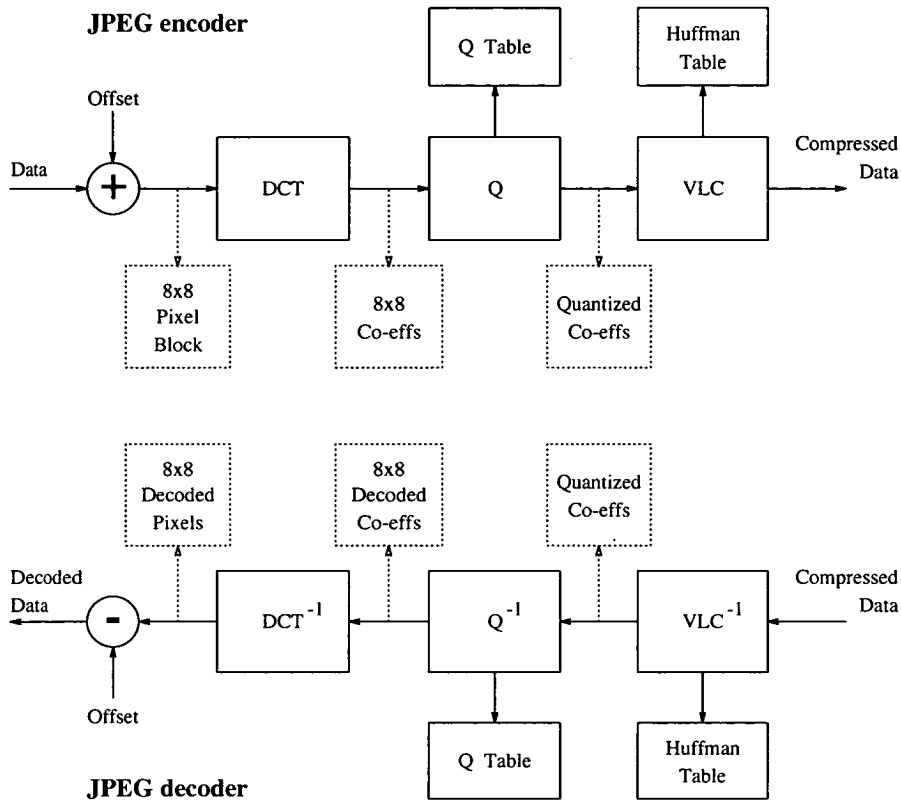 JPEG encoder
Q Table
Huffman
Table
Offset
Data
+
DCT
Q
VLC
Compressed
Data
8x8
Pixel
Block
8x8
Co-effs
Quantized
Co-effs
8x8
Decoded
Pixels
8x8
Decoded
Co-effs
Quantized
Co-effs
Decoded
Data
-
DCT-1
Q-1
VLC-1
Compressed
Data
Offset
Q Table
Huffman
Table
JPEG decoder